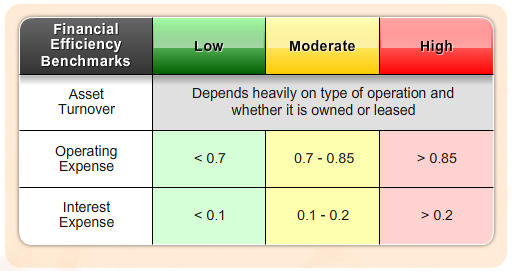 Financial
Efficiency
Benchmarks
Low
Moderate
High
Asset
Turnover
Depends heavily on type of operation and
whether it is owned or leased
Operating
Expense
< 0.7
0.7 - 0.85
> 0.85
Interest
Expense
< 0.1
0.1 - 0.2
> 0.2